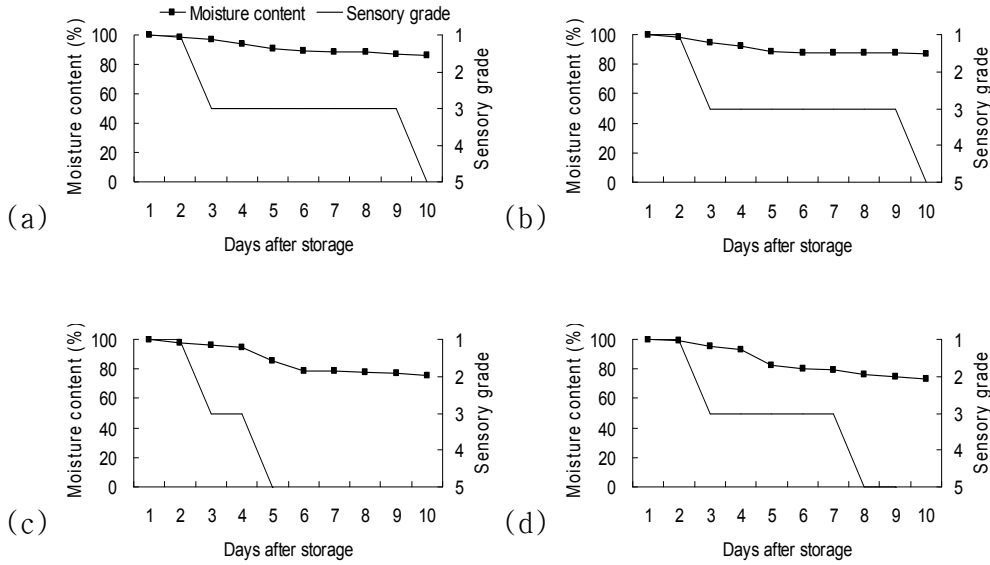 Moisture content Sensory grade
Moisture content (%)
100
80
60
40
20
0
1
2
3
4
5
Sensory grade
1 2 3 4 5 6 7 8 9 10
Days after storage
(a)
Moisture content (%)
100
80
60
40
20
0
1
2
3
4
5
Sensory grade
1 2 3 4 5 6 7 8 9 10
Days after storage
(b)
Moisture content (%)
100
80
60
40
20
0
1
2
3
4
5
Sensory grade
1 2 3 4 5 6 7 8 9 10
Days after storage
(c)
Moisture content (%)
100
80
60
40
20
0
1
2
3
4
5
Sensory grade
1 2 3 4 5 6 7 8 9 10
Days after storage
(d)